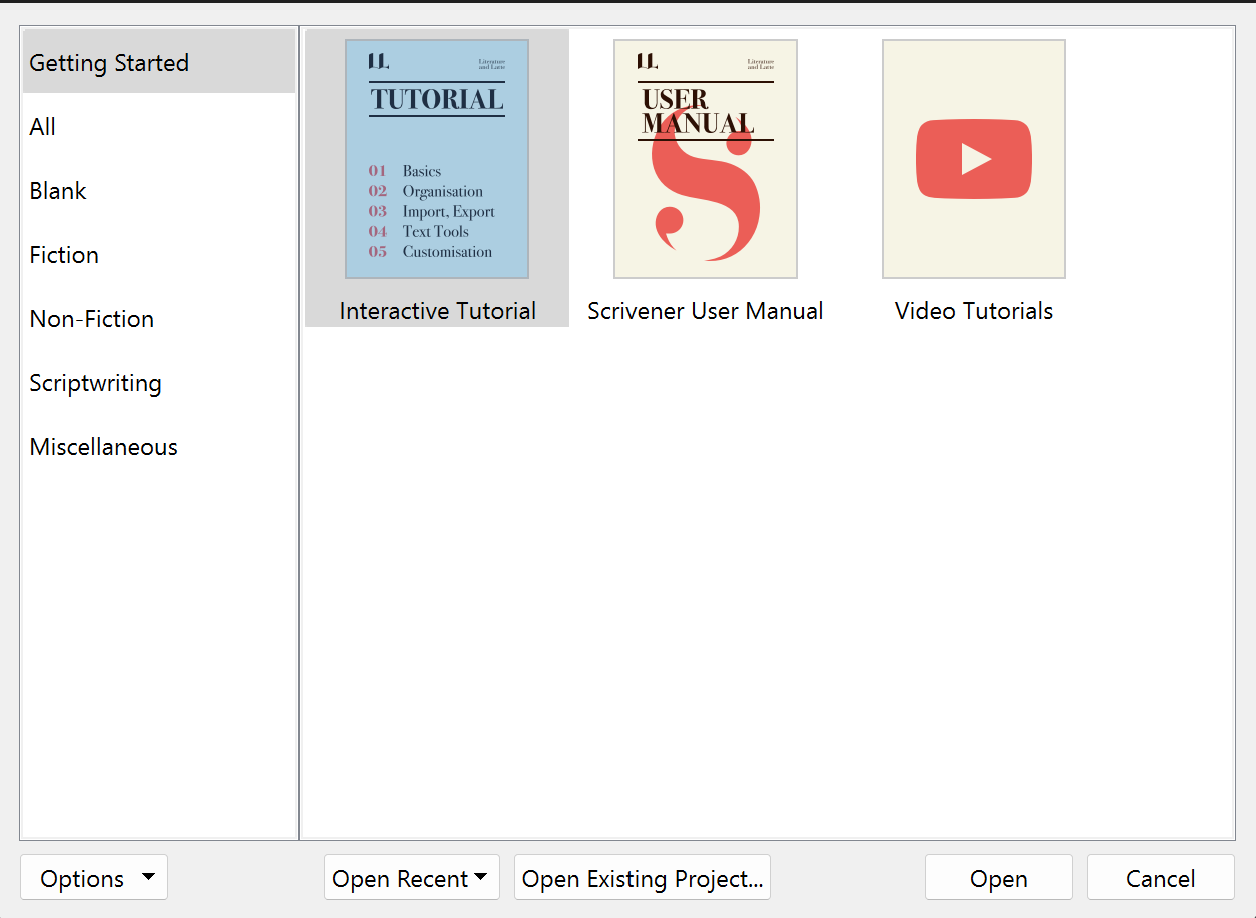 Getting Started
All
Blank
Fiction
Non-Fiction
Scriptwriting
Miscellaneous
LL
Literature
and Latte
TUTORIAL
01 Basics
02 Organisation
03 Import, Export
04 Text Tools
05 Customisation
Interactive Tutorial
LL
Literature
and Latte
USER
MANUAL
S
Scrivener User Manual
Video Tutorials
Options
Open Recent
Open Existing Project...
Open
Cancel